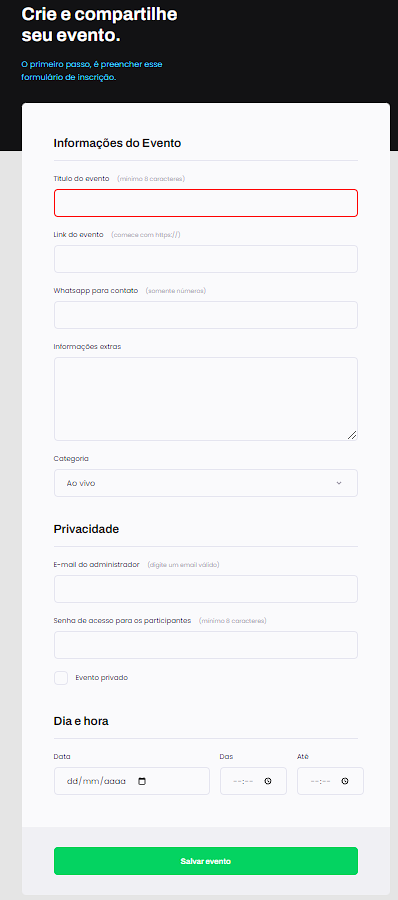 Crie e compartilhe
seu evento.
O primeiro passo, é preencher esse
formulário de inscrição.
Informações do Evento
Título do evento (mínimo 6 caracteres)
Link do evento (comece com https://)
Whatsapp para contato (somente números)
Informações extras
Categoria
Ao vivo
Privacidade
E-mail do administrador (digite um email válido)
Senha de acesso para os participantes (mínimo 6 caracteres)
Evento privado
Dia e hora
Data Das Até
dd/mm/aaaa --:-- --:--
Salvar evento